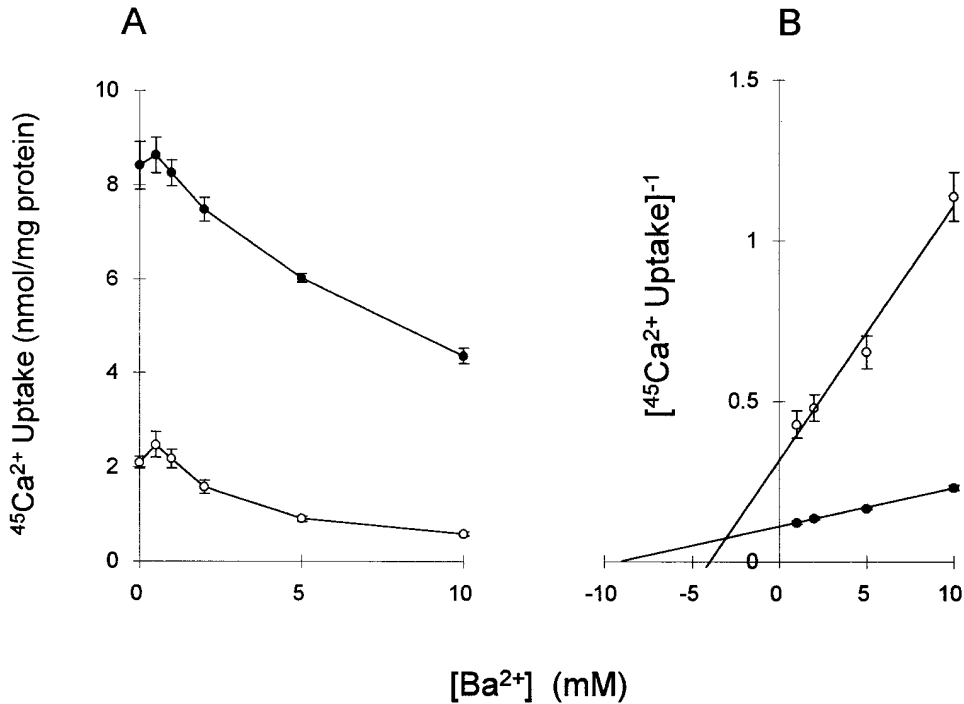 A
B
⁴⁵Ca²⁺ Uptake (nmol/mg protein)
10
8
6
4
2
0
0 5 10
[⁴⁵Ca²⁺ Uptake]⁻¹
1.5
1
0.5
0
-10 -5 0 5 10
[Ba²⁺] (mM)